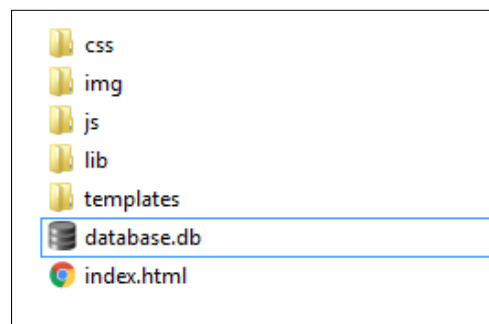 css
img
js
lib
templates
database.db
index.html